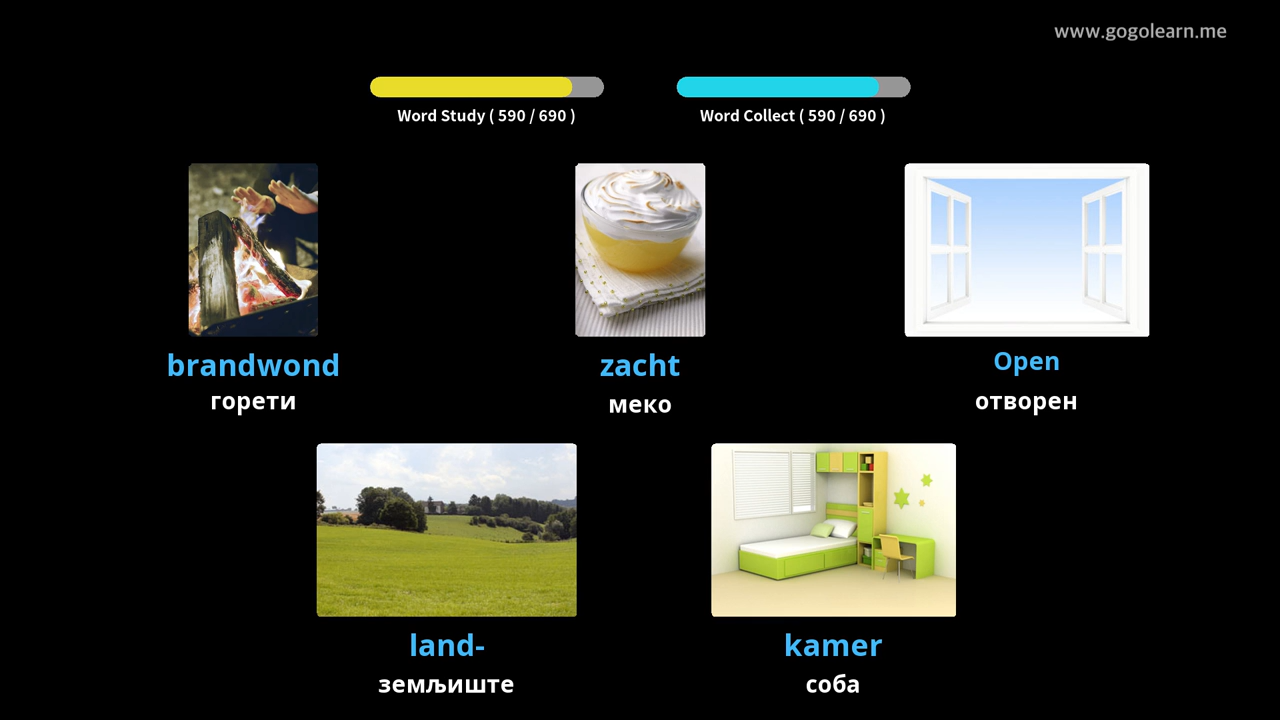 www.gogolearn.me
Word Study ( 590 / 690 )
Word Collect ( 590 / 690 )
brandwond
горети
zacht
меко
Open
отворен
land-
земљиште
kamer
соба